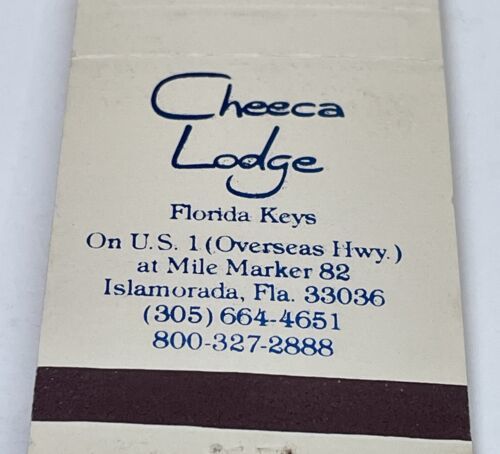 Cheeca
Lodge
Florida Keys
On U.S. 1 (Overseas Hwy.)
at Mile Marker 82
Islamorada, Fla. 33036
(305) 664-4651
800-327-2888